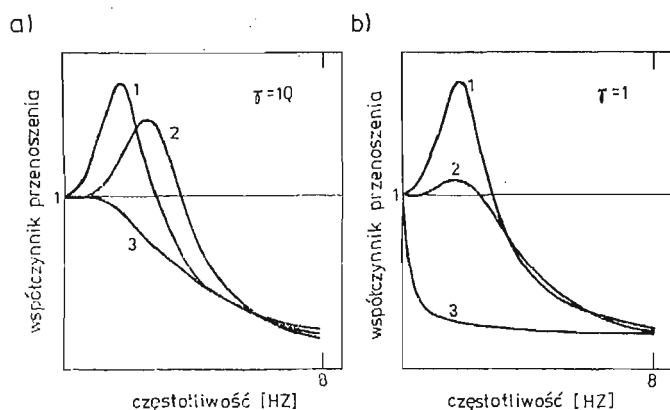 a)
współczynnik przenoszenia
1
1
2
3
ɤ=10
8
częstotliwość [HZ]
b)
współczynnik przenoszenia
1
1
2
3
ɤ=1
8
częstotliwość [HZ]